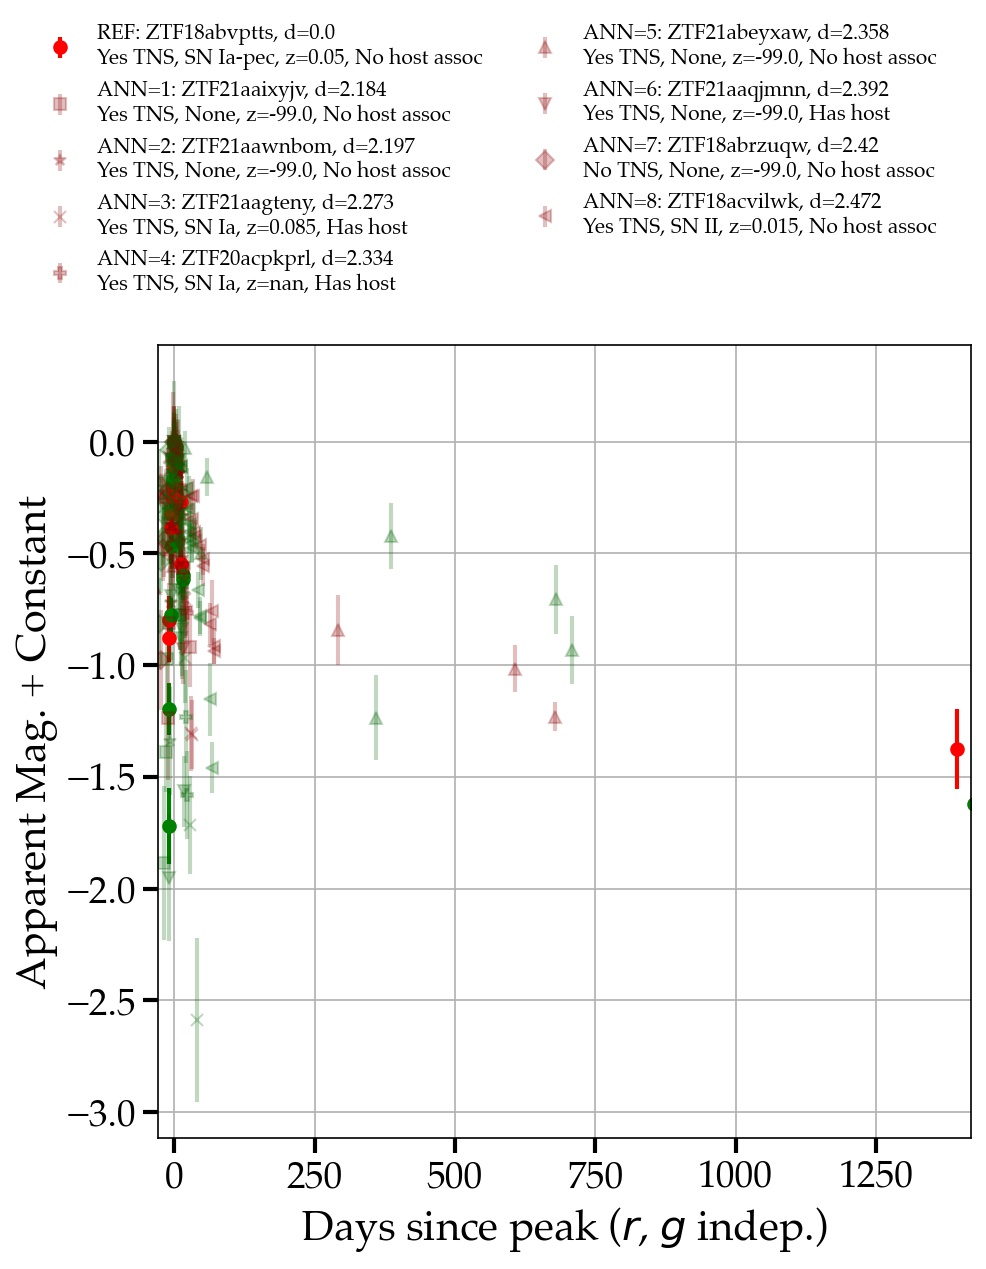 REF: ZTF18abvptts, d=0.0
Yes TNS, SN Ia-pec, z=0.05, No host assoc
ANN=1: ZTF21aaixyjv, d=2.184
Yes TNS, None, z=-99.0, No host assoc
ANN=2: ZTF21aawnbom, d=2.197
Yes TNS, None, z=-99.0, No host assoc
ANN=3: ZTF21aagteny, d=2.273
Yes TNS, SN Ia, z=0.085, Has host
ANN=4: ZTF20acpkprl, d=2.334
Yes TNS, SN Ia, z=nan, Has host
ANN=5: ZTF21abeyxaw, d=2.358
Yes TNS, None, z=-99.0, No host assoc
ANN=6: ZTF21aaqjmnn, d=2.392
Yes TNS, None, z=-99.0, Has host
ANN=7: ZTF18abrzuqw, d=2.42
No TNS, None, z=-99.0, No host assoc
ANN=8: ZTF18acvilwk, d=2.472
Yes TNS, SN II, z=0.015, No host assoc
Apparent Mag. + Constant
0.0
−0.5
−1.0
−1.5
−2.0
−2.5
−3.0
0 250 500 750 1000 1250
Days since peak (r, g indep.)